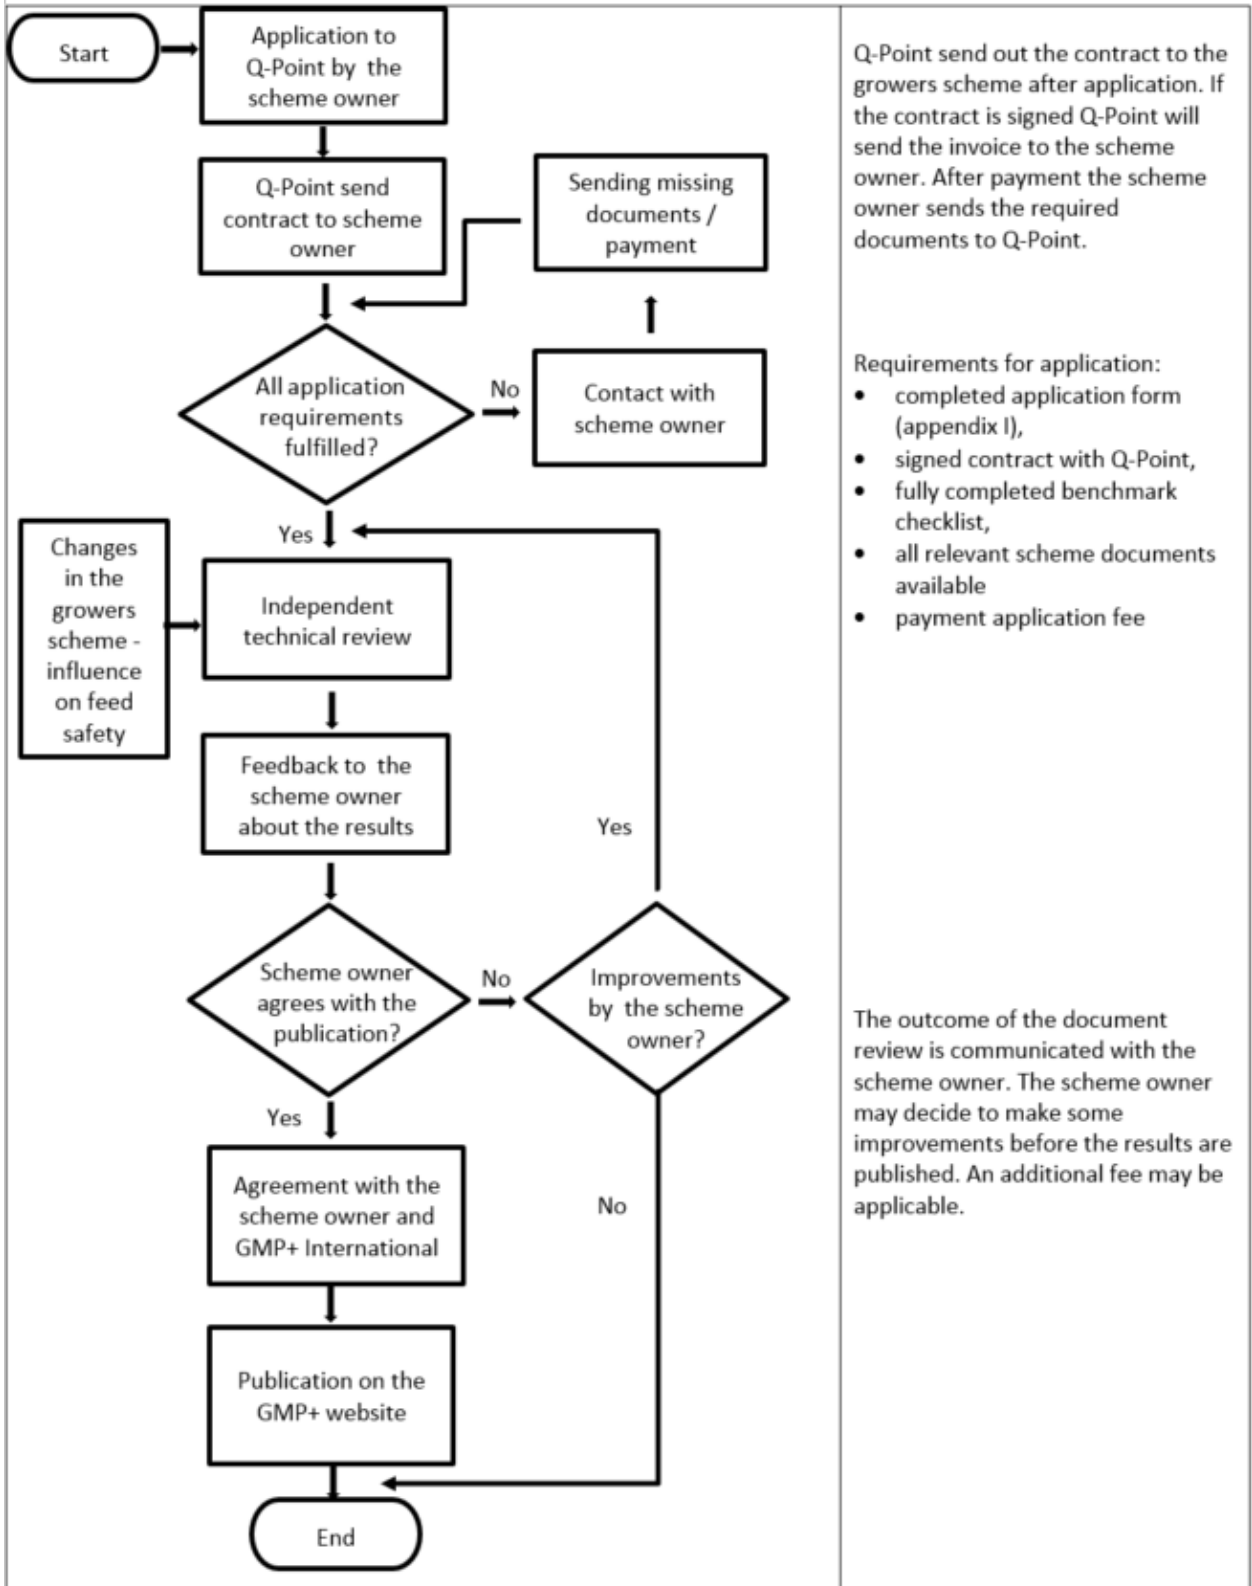 Start
Application to
Q-Point by the
scheme owner
Q-Point send
contract to scheme
owner
Sending missing
documents /
payment
All application
requirements
fulfilled?
No
Contact with
scheme owner
Yes
Changes
in the
growers
scheme -
influence
on feed
safety
Independent
technical review
Feedback to the
scheme owner
about the results
Yes
Scheme owner
agrees with the
publication?
No
Improvements
by the scheme
owner?
Yes
Agreement with the
scheme owner and
GMP+ International
No
Publication on the
GMP+ website
End
Q-Point send out the contract to the
growers scheme after application. If
the contract is signed Q-Point will
send the invoice to the scheme
owner. After payment the scheme
owner sends the required
documents to Q-Point.
Requirements for application:
• completed application form
(appendix I),
• signed contract with Q-Point,
• fully completed benchmark
checklist,
• all relevant scheme documents
available
• payment application fee
The outcome of the document
review is communicated with the
scheme owner. The scheme owner
may decide to make some
improvements before the results are
published. An additional fee may be
applicable.